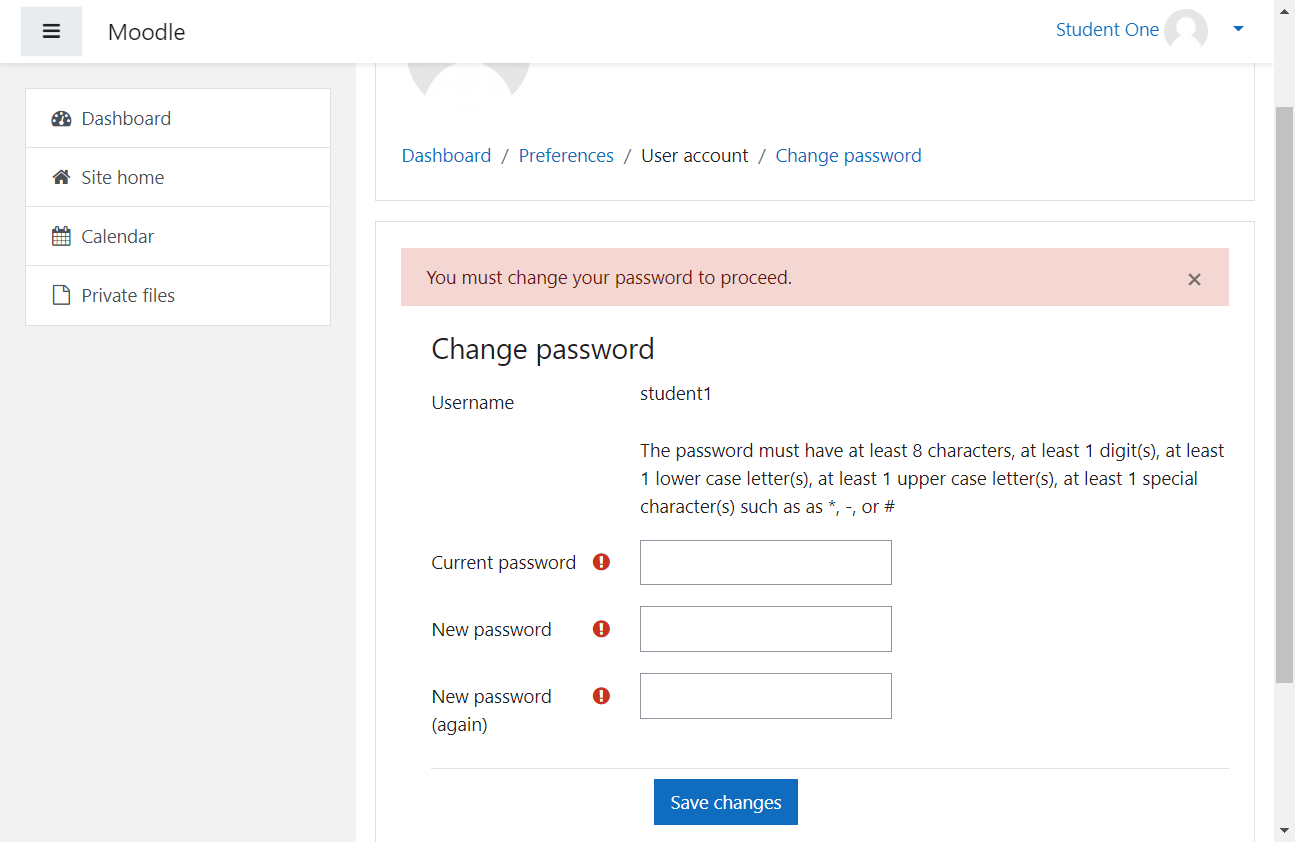 Moodle
Student One
Dashboard
Site home
Calendar
Private files
Dashboard / Preferences / User account / Change password
You must change your password to proceed.
×
Change password
Username
student1
The password must have at least 8 characters, at least 1 digit(s), at least
1 lower case letter(s), at least 1 upper case letter(s), at least 1 special
character(s) such as as *, -, or #
Current password
New password
New password
(again)
Save changes